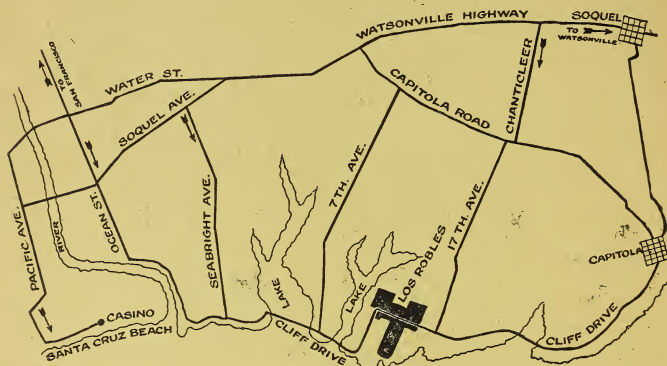 WATSONVILLE HIGHWAY
SOQUEL
TO
WATSONVILLE
TO
SAN FRANCISCO
WATER ST.
SOQUEL AVE.
CHANTICLEER
CAPITOLA ROAD
7TH. AVE.
17TH. AVE.
SEABRIGHT AVE.
OCEAN ST.
PACIFIC AVE.
RIVER
LAKE
LAKE
LOS ROBLES
CAPITOLA
CASINO
SANTA CRUZ BEACH
CLIFF DRIVE
CLIFF DRIVE